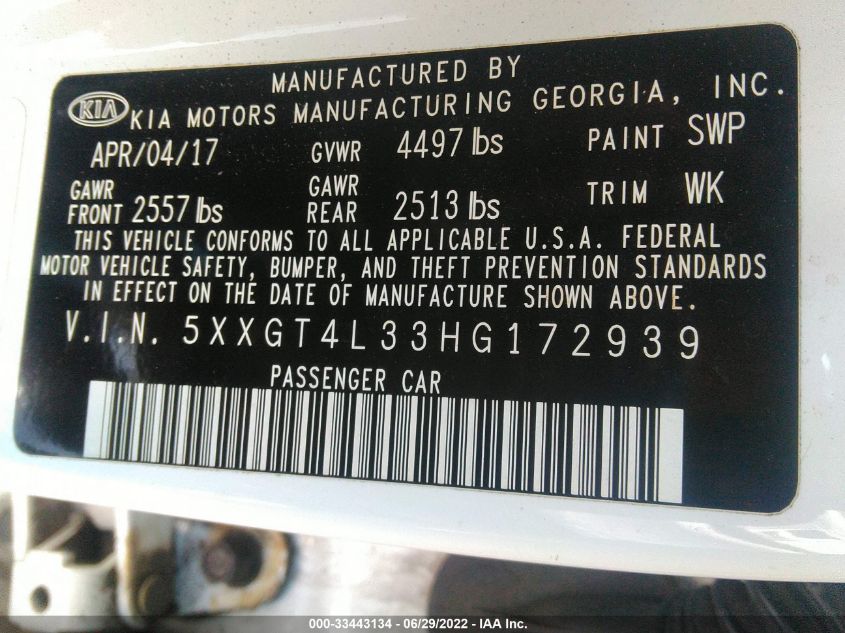 MANUFACTURED BY
KIA KIA MOTORS MANUFACTURING GEORGIA, INC.
APR/04/17 GVWR 4497 lbs PAINT SWP
GAWR FRONT 2557 lbs GAWR REAR 2513 lbs TRIM WK
THIS VEHICLE CONFORMS TO ALL APPLICABLE U.S.A. FEDERAL
MOTOR VEHICLE SAFETY, BUMPER, AND THEFT PREVENTION STANDARDS
IN EFFECT ON THE DATE OF MANUFACTURE SHOWN ABOVE.
V.I.N. 5XXGT4L33HG172939
PASSENGER CAR
000-33443134 - 06/29/2022 - IAA Inc.